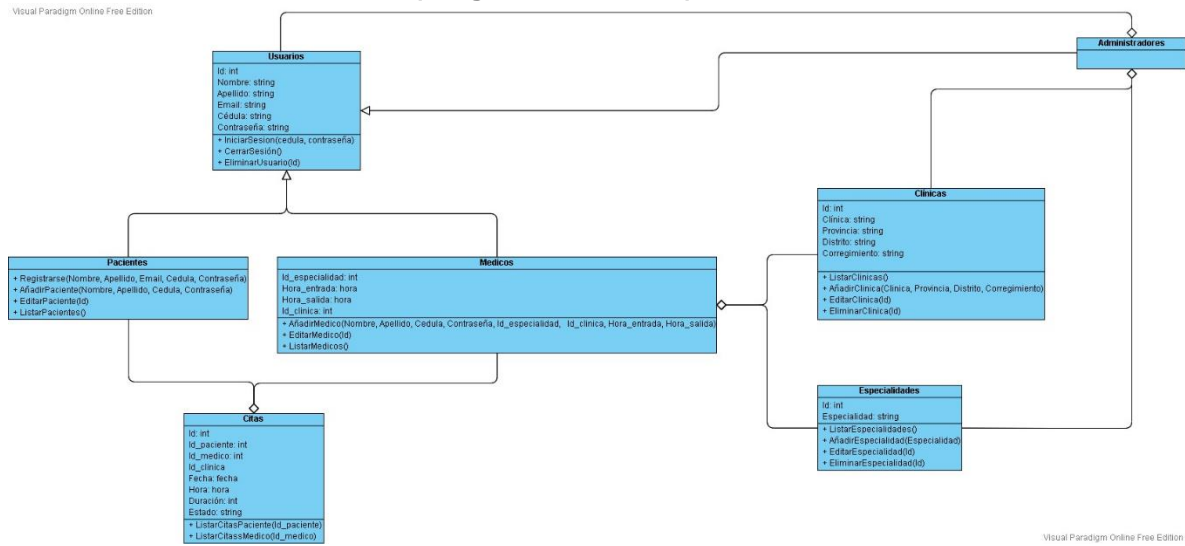 Visual Paradigm Online Free Edition
Usuarios
Id: int
Nombre: string
Apellido: string
Email: string
Cédula: string
Contraseña: string
+ IniciarSesion(cedula, contraseña)
+ CerrarSesión()
+ EliminarUsuario(Id)
Administradores
Clínicas
Id: int
Clínica: string
Provincia: string
Distrito: string
Corregimiento: string
+ ListarClinicas()
+ AñadirClinica(Clinica, Provincia, Distrito, Corregimiento)
+ EditarClinica(Id)
+ EliminarClinica(Id)
Pacientes
+ Registrarse(Nombre, Apellido, Email, Cedula, Contraseña)
+ AñadirPaciente(Nombre, Apellido, Cedula, Contraseña)
+ EditarPaciente(Id)
+ ListarPacientes()
Medicos
Id_especialidad: int
Hora_entrada: hora
Hora_salida: hora
Id_clinica: int
+ AñadirMedico(Nombre, Apellido, Cedula, Contraseña, Id_especialidad, Id_clinica, Hora_entrada, Hora_salida)
+ EditarMedico(Id)
+ ListarMedicos()
Especialidades
Id: int
Especialidad: string
+ ListarEspecialidades()
+ AñadirEspecialidad(Especialidad)
+ EditarEspecialidad(Id)
+ EliminarEspecialidad(Id)
Citas
Id: int
Id_paciente: int
Id_medico: int
Id_clinica
Fecha: fecha
Hora: hora
Duración: int
Estado: string
+ ListarCitasPaciente(Id_paciente)
+ ListarCitassMedico(Id_medico)
Visual Paradigm Online Free Edition